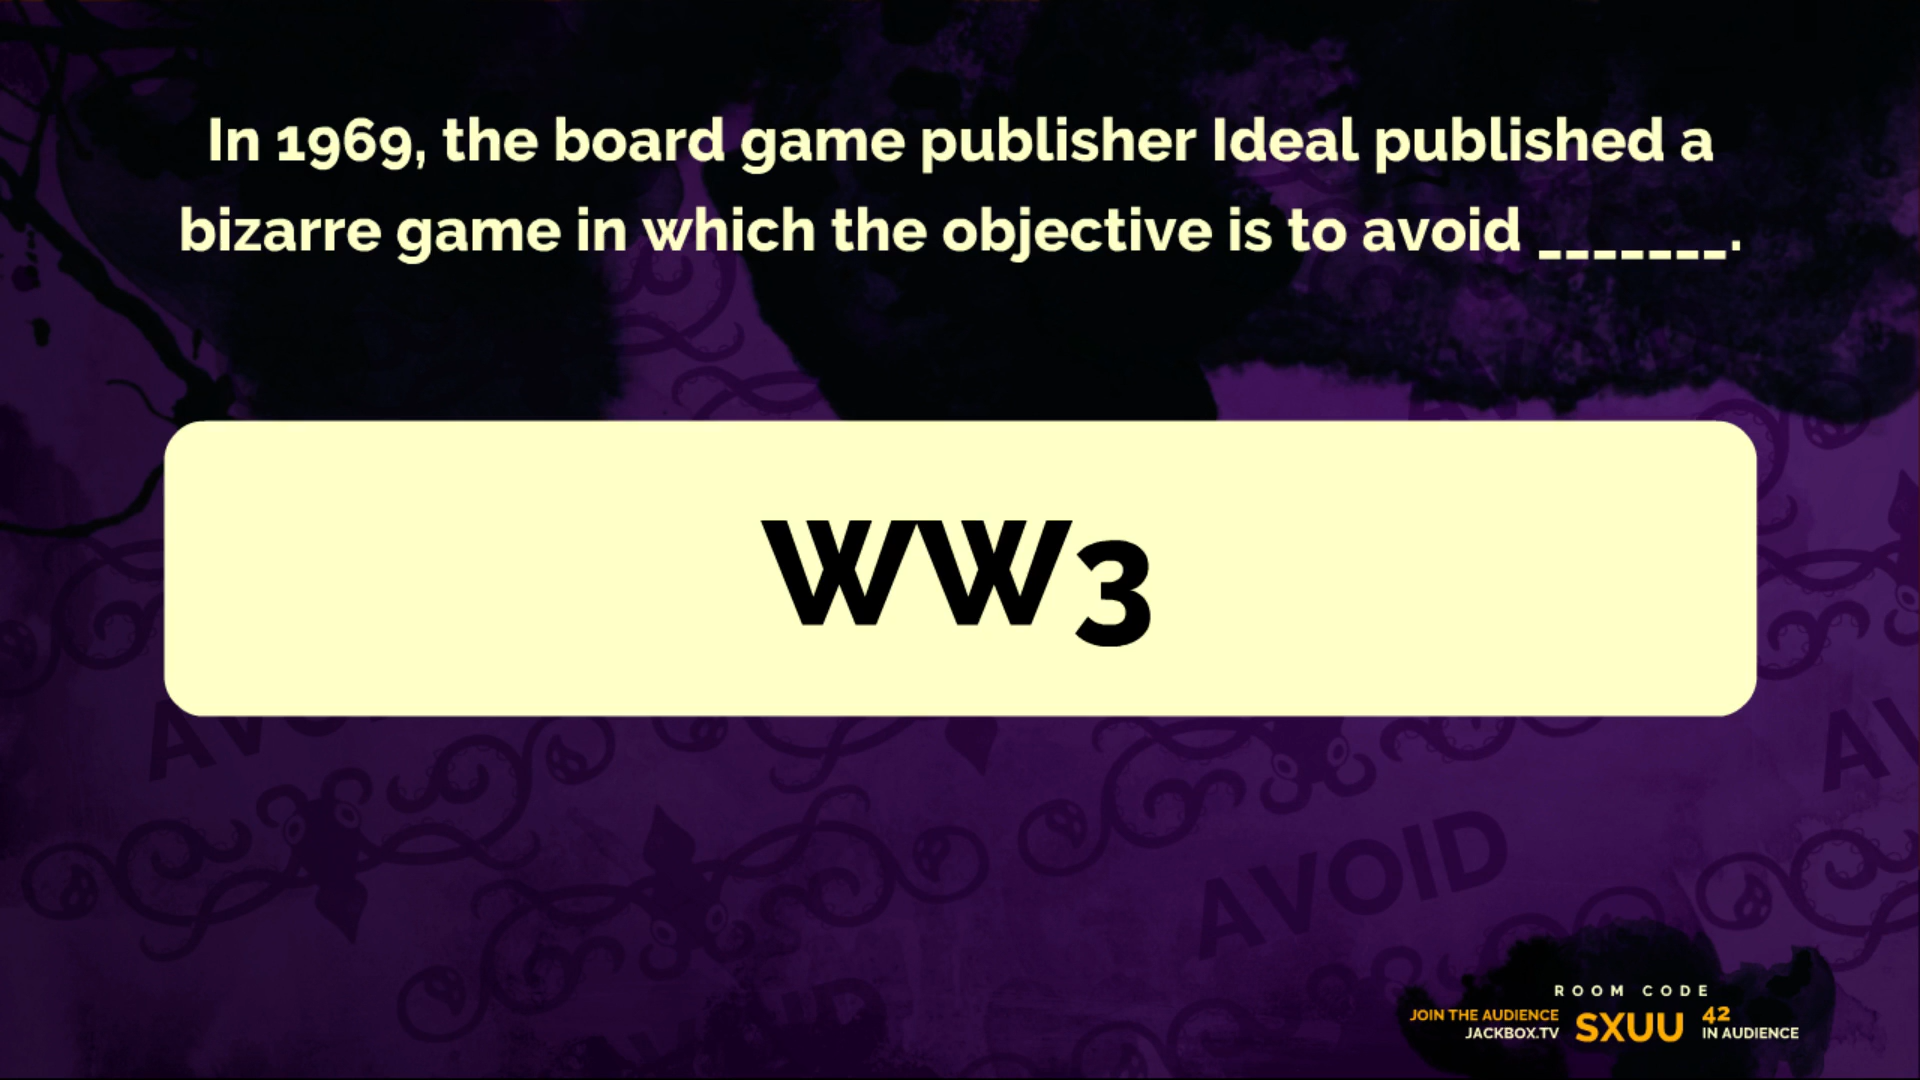 In 1969, the board game publisher Ideal published a
bizarre game in which the objective is to avoid _______.
WW3
AVOID
AVOID
ROOM CODE
JOIN THE AUDIENCE
JACKBOX.TV
SXUU
42
IN AUDIENCE